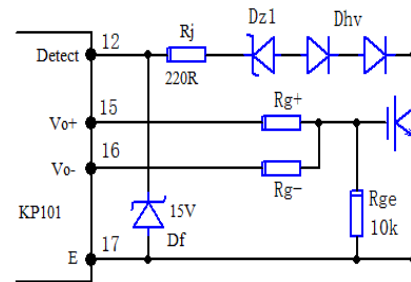 12 Rj Dz1 Dhv
Detect
220R
15 Rg+
Vo+
16
Vo- Rg-
KP101 15V Rge
17 Df 10k
E